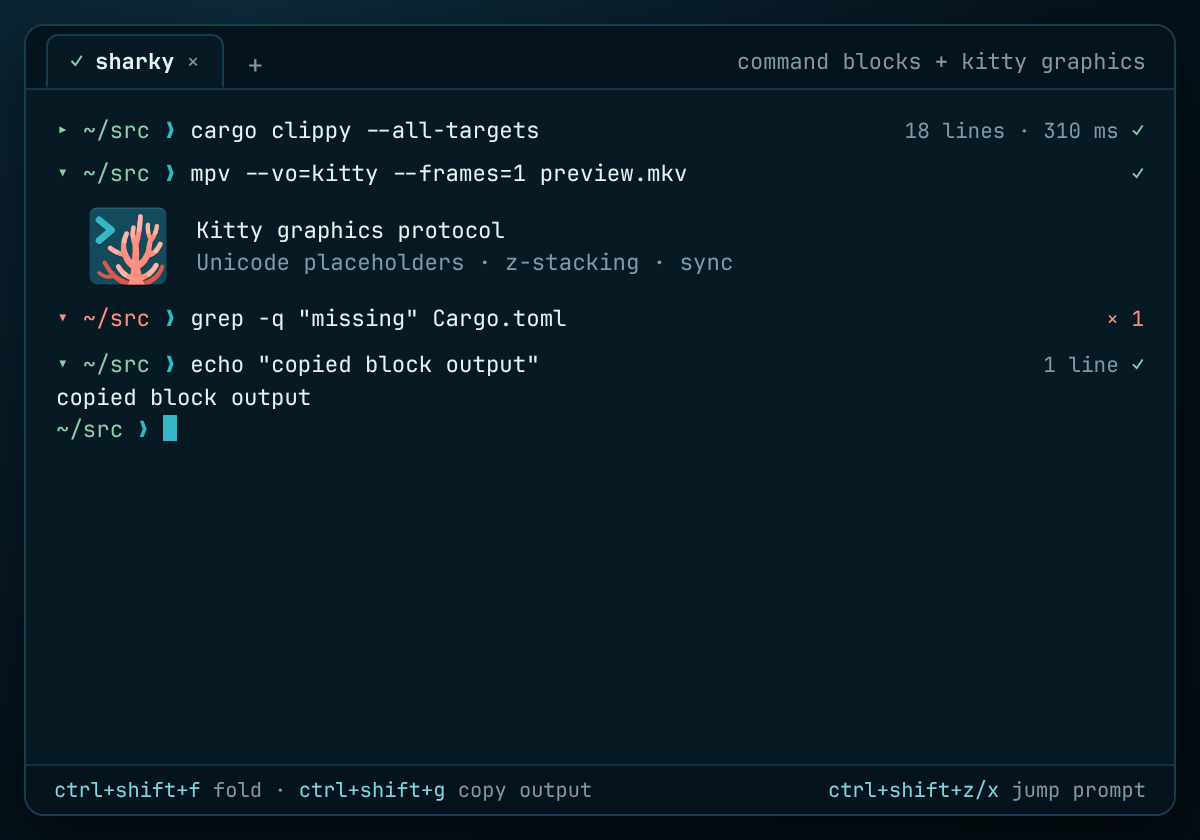 ✓ sharky × + command blocks + kitty graphics
▸ ~/src ❯ cargo clippy --all-targets 18 lines · 310 ms ✓
▾ ~/src ❯ mpv --vo=kitty --frames=1 preview.mkv ✓
Kitty graphics protocol
Unicode placeholders · z-stacking · sync
▾ ~/src ❯ grep -q "missing" Cargo.toml × 1
▾ ~/src ❯ echo "copied block output" 1 line ✓
copied block output
~/src ❯
ctrl+shift+f fold · ctrl+shift+g copy output ctrl+shift+z/x jump prompt